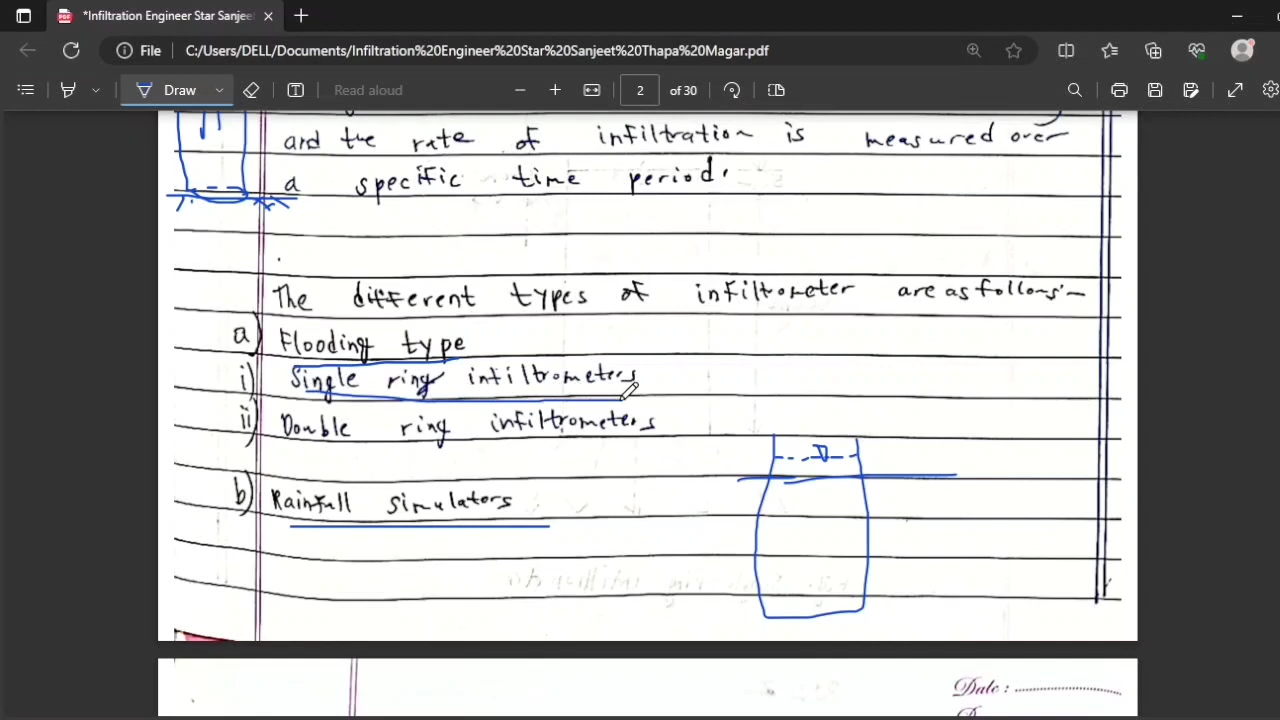 *Infiltration Engineer Star Sanjee
File
C:/Users/DELL/Documents/Infiltration%20Engineer%20Star%20Sanjeet%20Thapa%20Magar.pdf
Draw
Read aloud
2
of 30
and the rate of infiltration is measured over
a specific time period.
The different types of infiltrometer are as follows:-
a) Flooding type
i) Single ring infiltrometers
ii) Double ring infiltrometers
b) Rainfall simulators
Date :